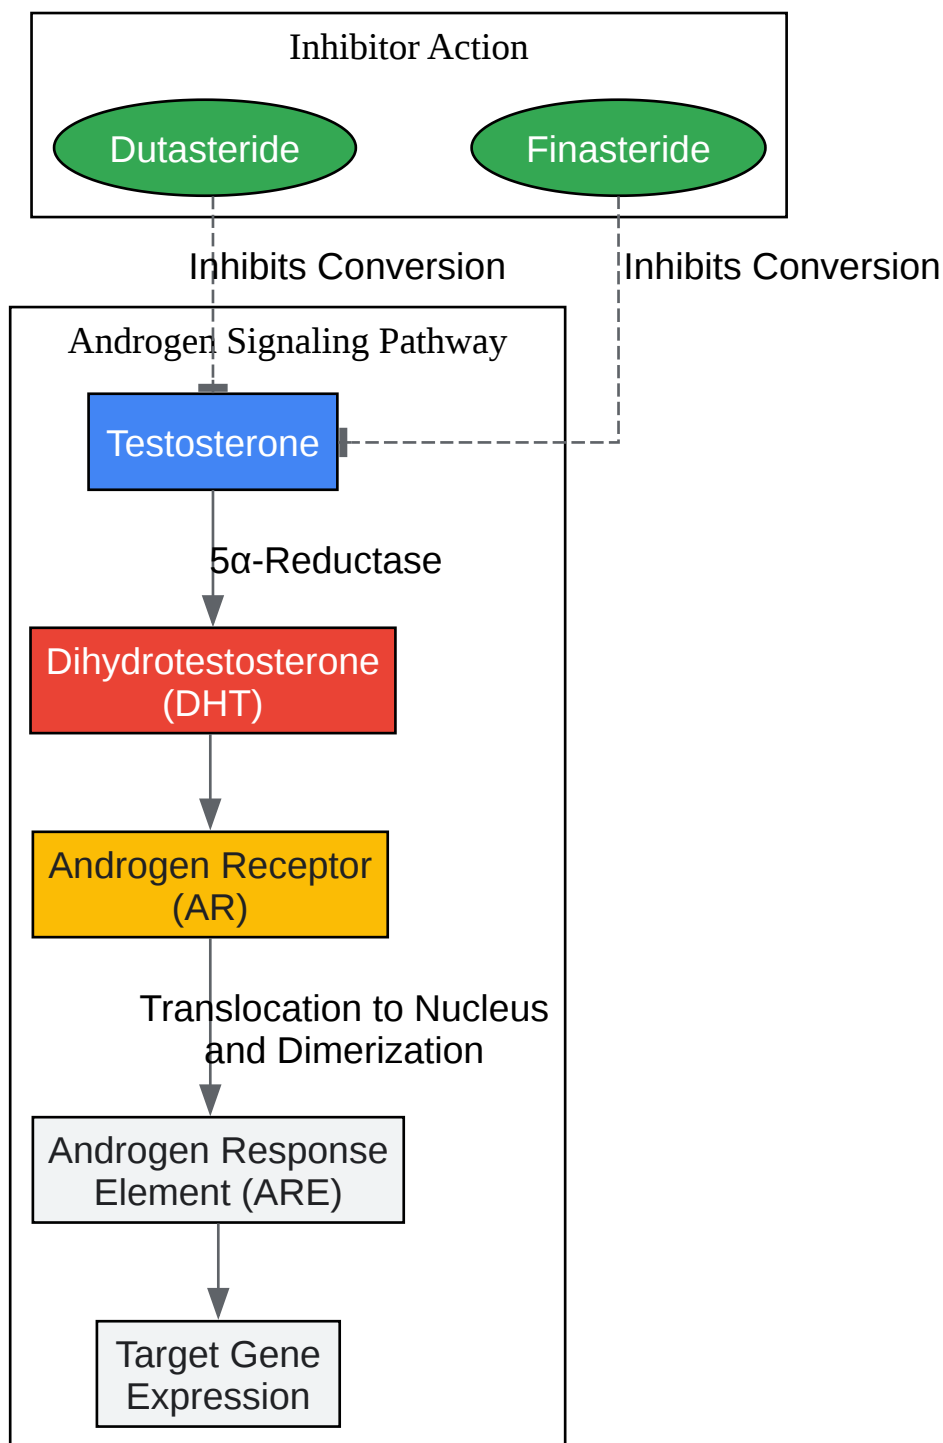 Inhibitor Action
Dutasteride
Finasteride
Inhibits Conversion
Inhibits Conversion
Androgen Signaling Pathway
Testosterone
5α-Reductase
Dihydrotestosterone
(DHT)
Androgen Receptor
(AR)
Translocation to Nucleus
and Dimerization
Androgen Response
Element (ARE)
Target Gene
Expression